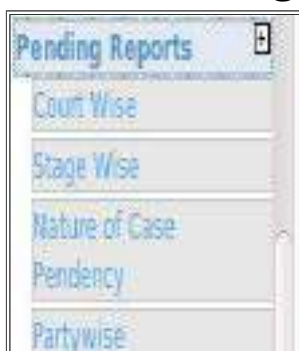 Pending Reports
Court Wise
Stage Wise
Nature of Case
Pendency
Partywise